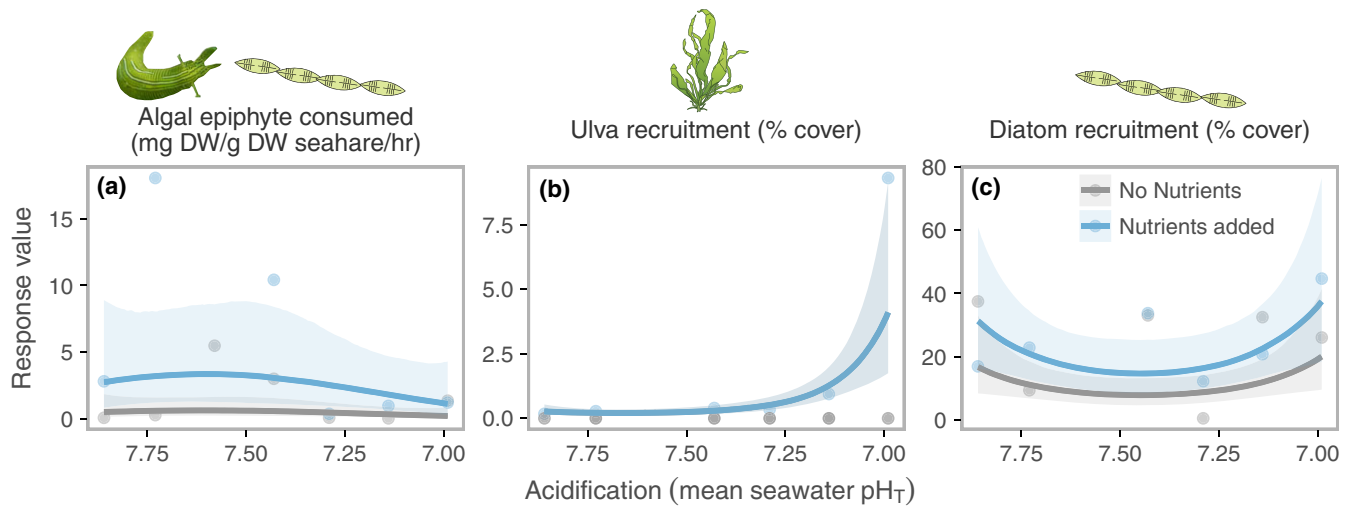 Algal epiphyte consumed
(mg DW/g DW seahare/hr)
Ulva recruitment (% cover)
Diatom recruitment (% cover)
Response value
(a)
15
10
5
0
7.75
7.50
7.25
7.00
(b)
7.5
5.0
2.5
0.0
7.75
7.50
7.25
7.00
(c)
80
60
40
20
0
No Nutrients
Nutrients added
7.75
7.50
7.25
7.00
Acidification (mean seawater pH_T)